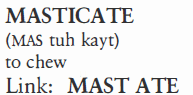 MASTICATE
(MAS tuh kayt)
to chew
Link: MAST ATE